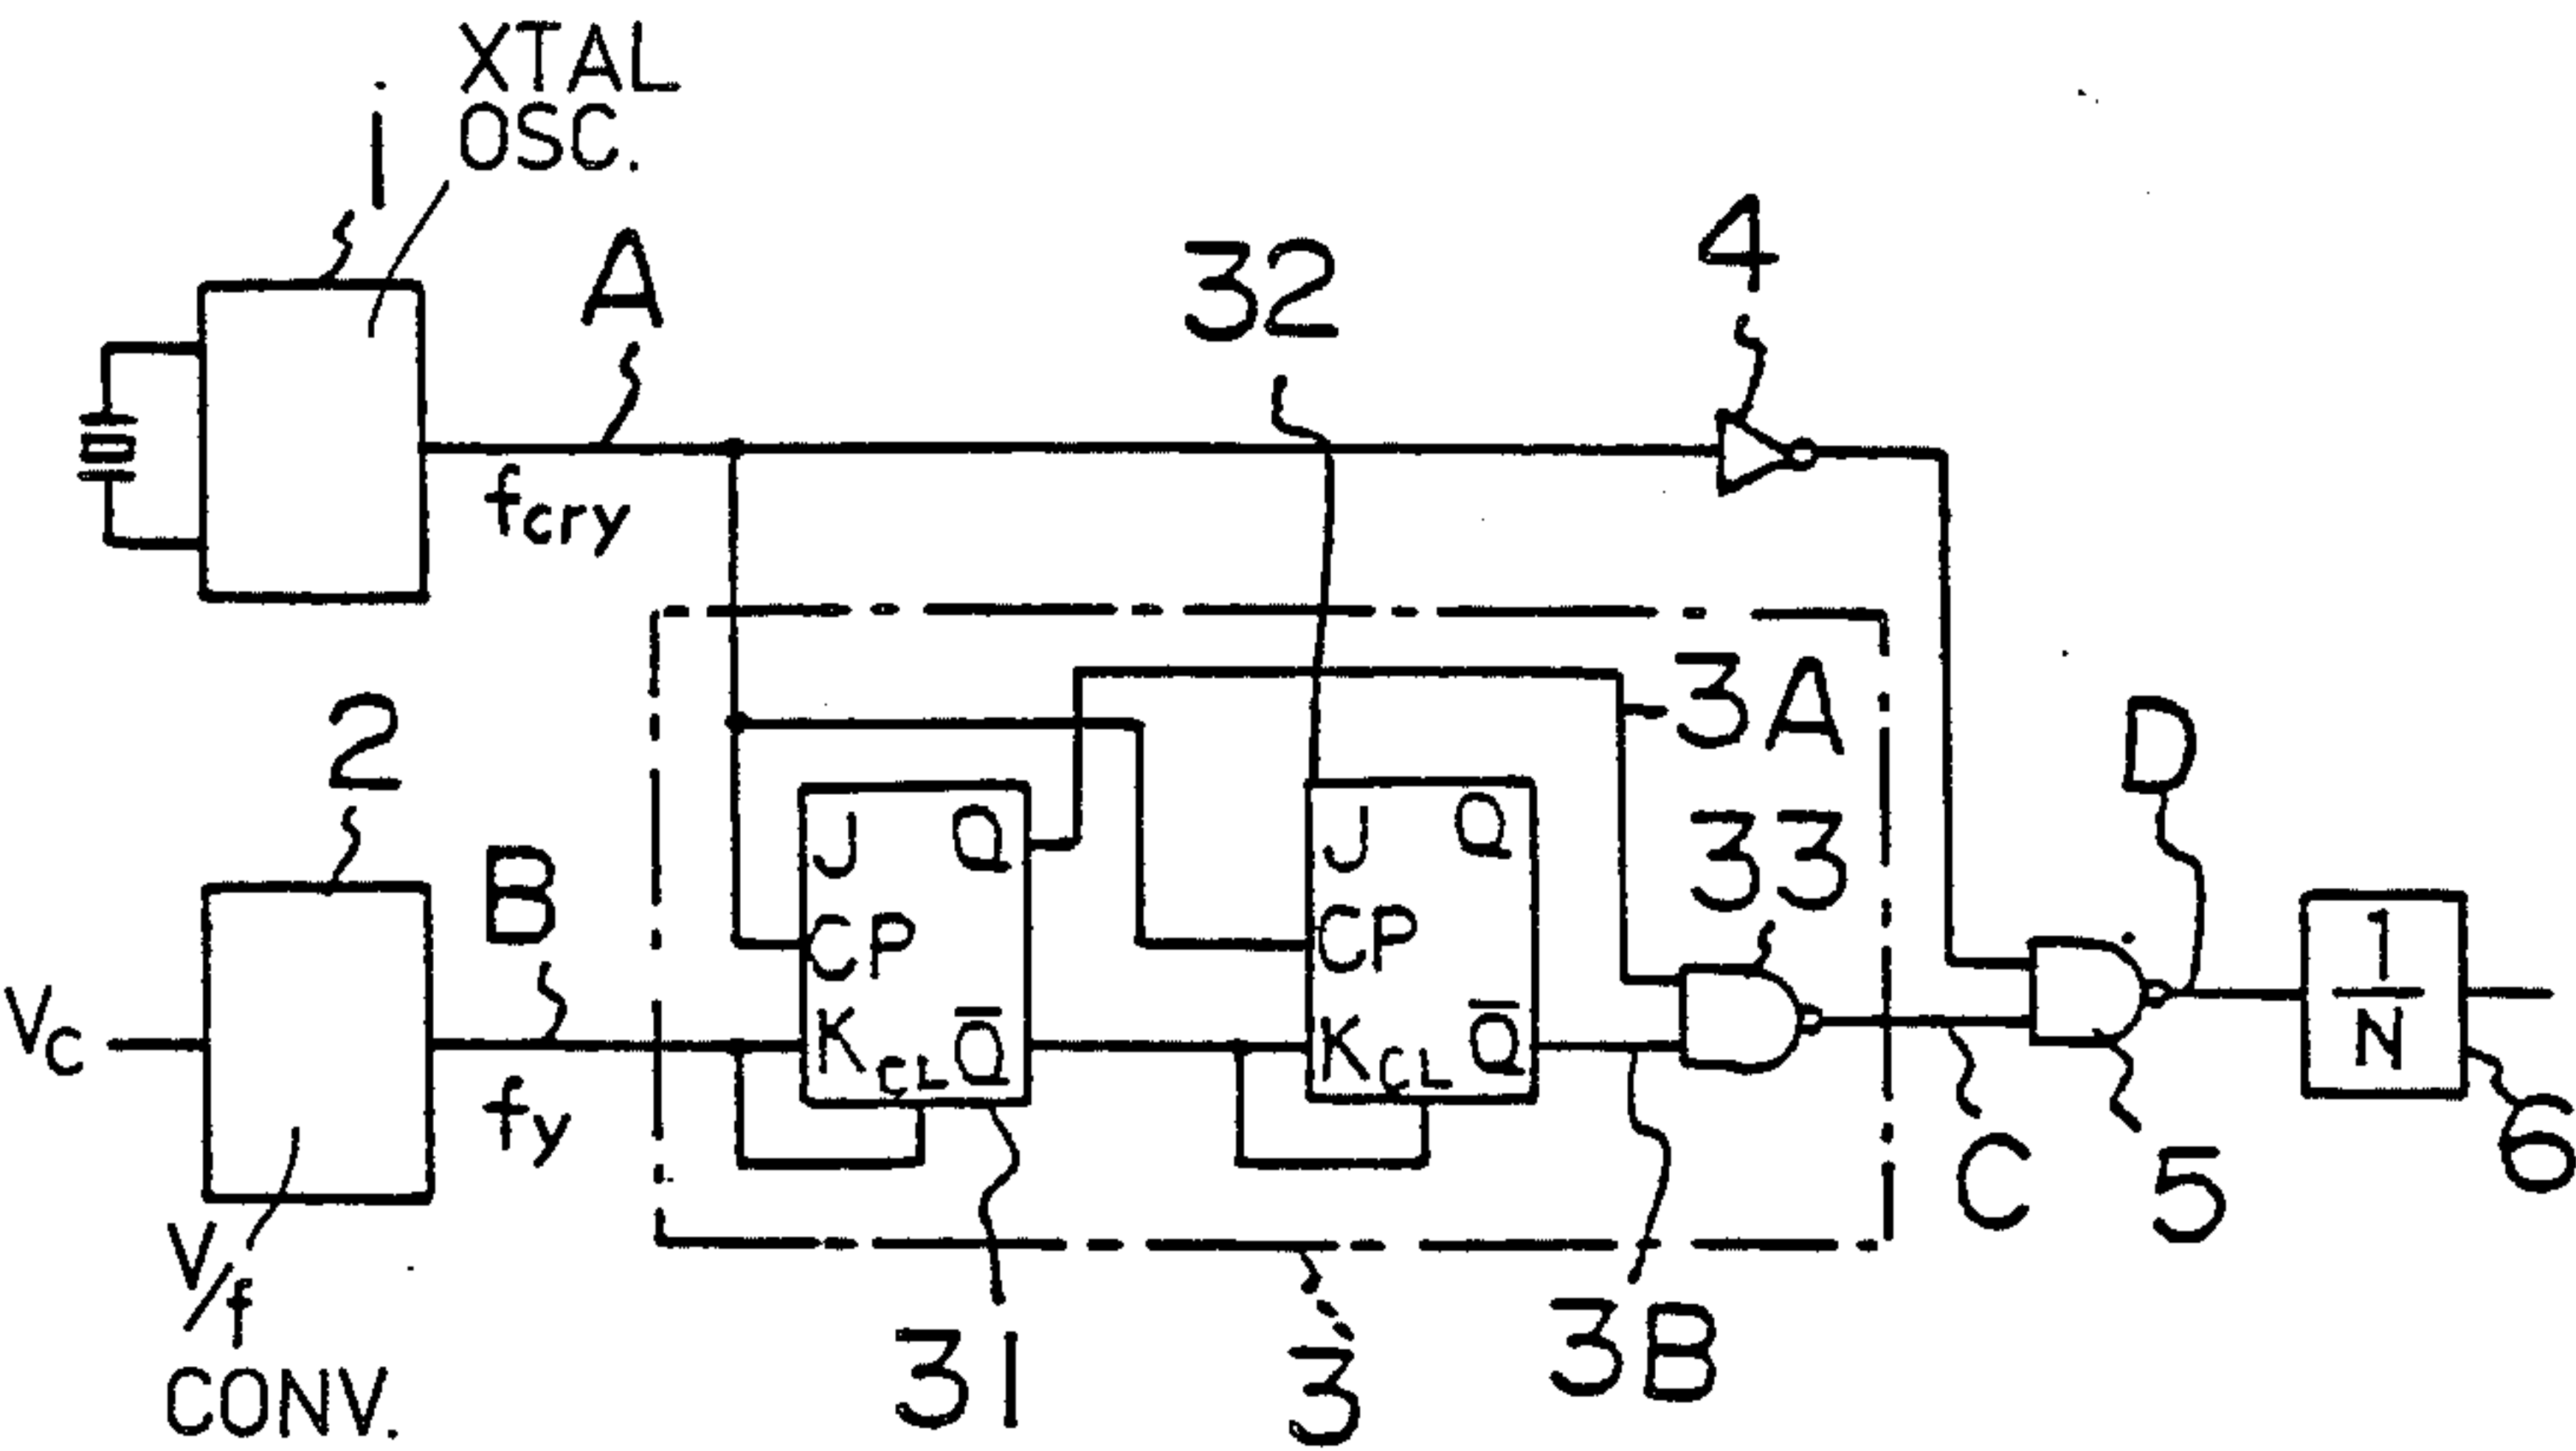 XTAL
OSC.
1
A
fcry
32
4
3A
33
D
2
B
fy
Vc
V/f
CONV.
J Q
CP
K CL Q̅
J Q
CP
K CL Q̅
31
3
3B
C
5
1
N
6